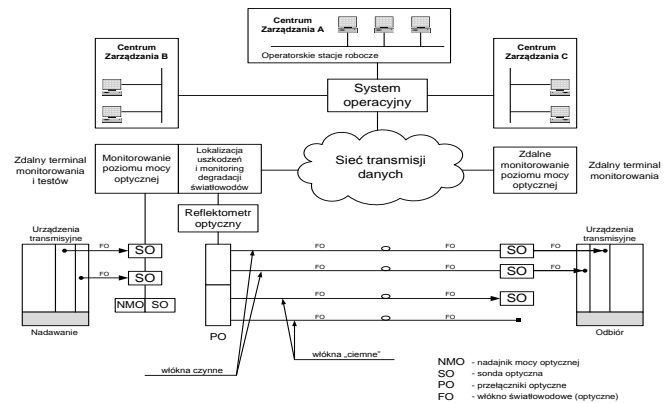 Centrum
Zarządzania A
Operatorskie stacje robocze
Centrum
Zarządzania B
Centrum
Zarządzania C
System
operacyjny
Sieć transmisji
danych
Zdalny terminal
monitorowania
i testów
Monitorowanie
poziomu mocy
optycznej
Lokalizacja
uszkodzeń
i monitoring
degradacji
światłowodów
Zdalne
monitorowanie
poziomu mocy
optycznej
Zdalny terminal
monitorowania
Reflektometr
optyczny
Urządzenia
transmisyjne
Urządzenia
transmisyjne
FO
SO
FO
FO
SO
FO
FO
SO
FO
FO
SO
FO
NMO SO
FO
FO
SO
FO
FO
Nadawanie
PO
Odbiór
włókna czynne
włókna „ciemne"
NMO - nadajnik mocy optycznej
SO - sonda optyczna
PO - przełączniki optyczne
FO - włókno światłowodowe (optyczne)